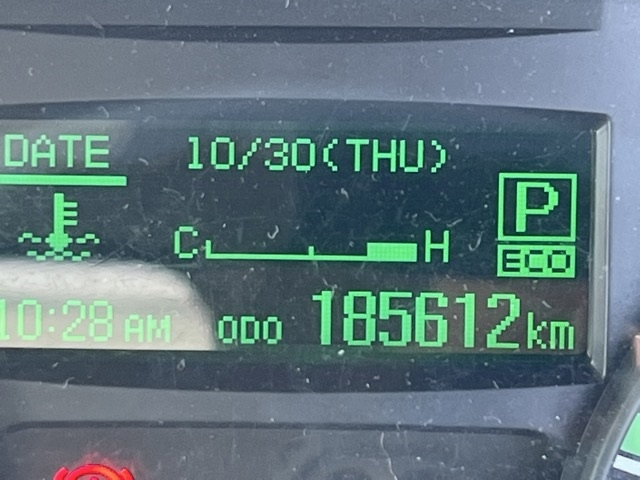 DATE 10/30(THU)
P
C H
ECO
10:28 AM ODO 185612km